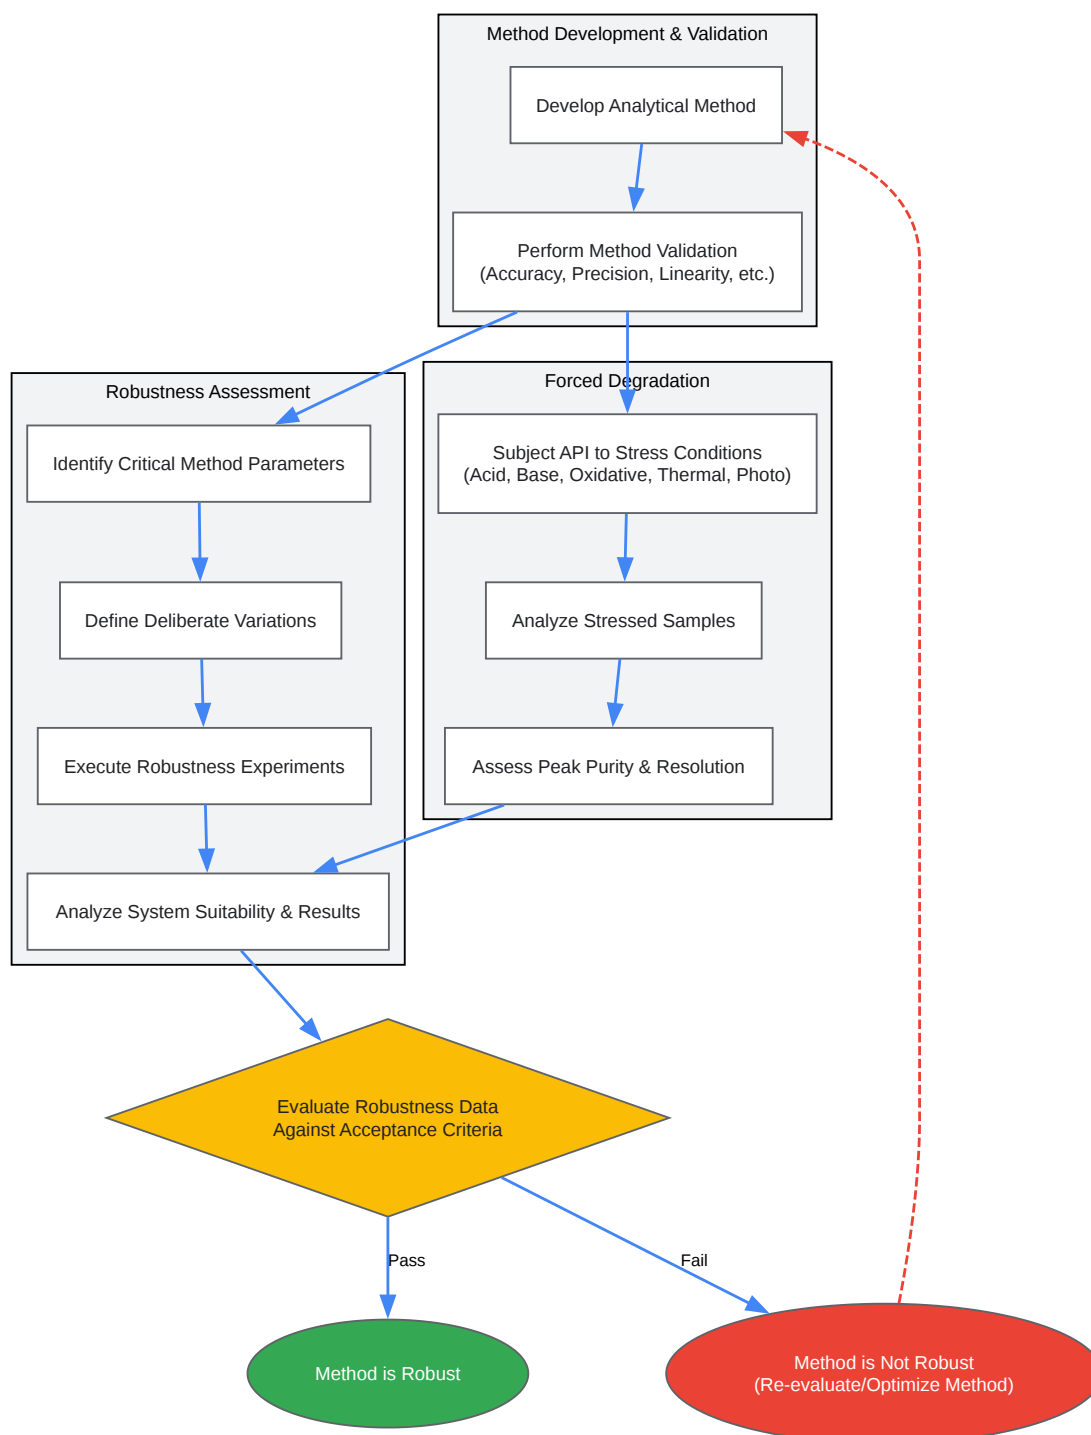 Method Development & Validation
Develop Analytical Method
Perform Method Validation
(Accuracy, Precision, Linearity, etc.)
Robustness Assessment
Identify Critical Method Parameters
Define Deliberate Variations
Execute Robustness Experiments
Analyze System Suitability & Results
Forced Degradation
Subject API to Stress Conditions
(Acid, Base, Oxidative, Thermal, Photo)
Analyze Stressed Samples
Assess Peak Purity & Resolution
Evaluate Robustness Data
Against Acceptance Criteria
Pass
Fail
Method is Robust
Method is Not Robust
(Re-evaluate/Optimize Method)